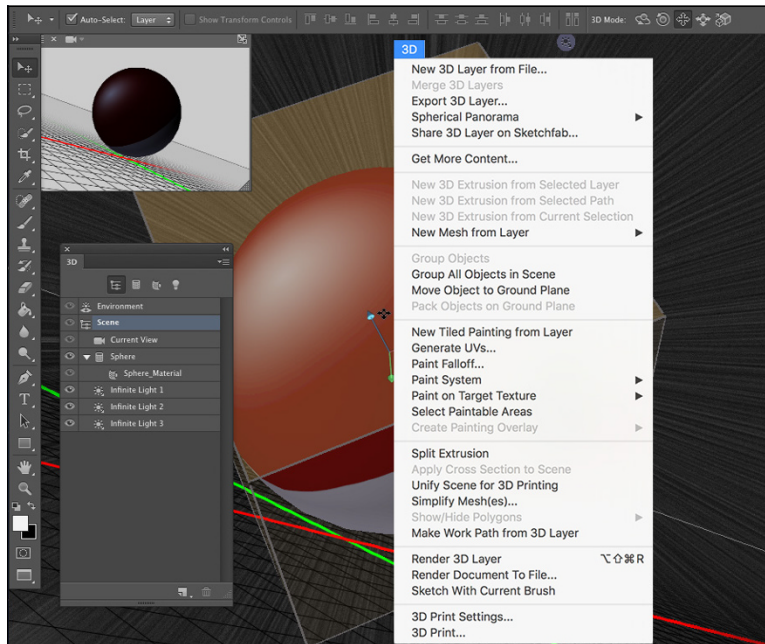 Auto-Select:
Layer
Show Transform Controls
3D Mode:
3D
New 3D Layer from File...
Merge 3D Layers
Export 3D Layer...
Spherical Panorama
Share 3D Layer on Sketchfab...
Get More Content...
New 3D Extrusion from Selected Layer
New 3D Extrusion from Selected Path
New 3D Extrusion from Current Selection
New Mesh from Layer
Group Objects
Group All Objects in Scene
Move Object to Ground Plane
Pack Objects on Ground Plane
New Tiled Painting from Layer
Generate UVs...
Paint Falloff...
Paint System
Paint on Target Texture
Select Paintable Areas
Create Painting Overlay
Split Extrusion
Apply Cross Section to Scene
Unify Scene for 3D Printing
Simplify Mesh(es)...
Show/Hide Polygons
Make Work Path from 3D Layer
Render 3D Layer ⌥⇧⌘R
Render Document To File...
Sketch With Current Brush
3D Print Settings...
3D Print...
3D
Environment
Scene
Current View
Sphere
Sphere_Material
Infinite Light 1
Infinite Light 2
Infinite Light 3